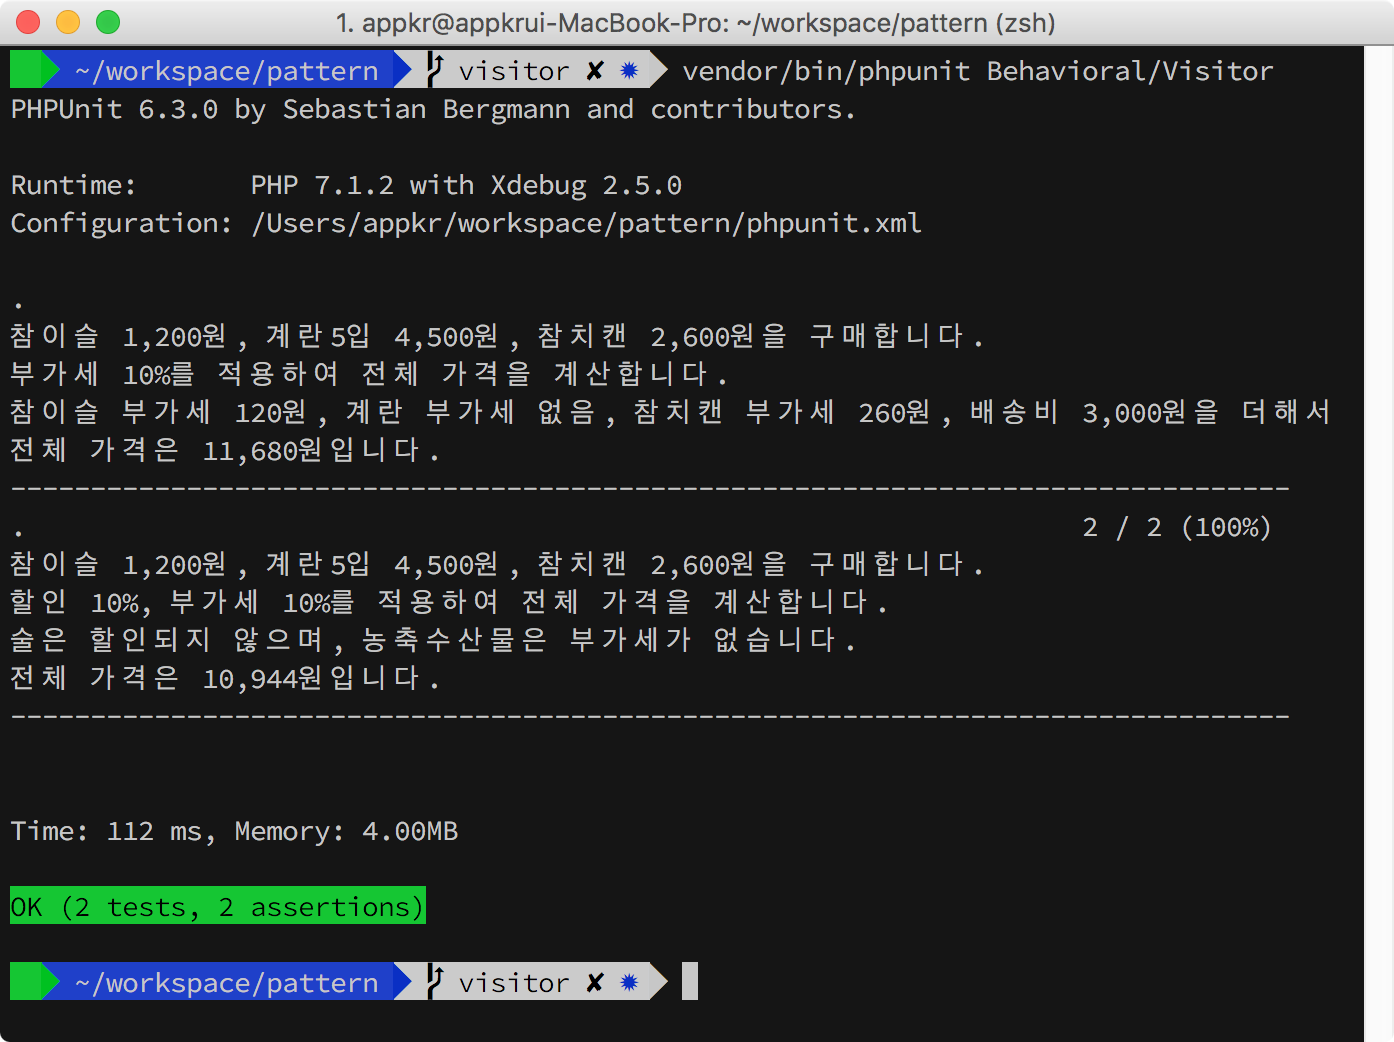 1. appkr@appkrui-MacBook-Pro: ~/workspace/pattern (zsh)
~/workspace/pattern visitor ✘ ✹ vendor/bin/phpunit Behavioral/Visitor
PHPUnit 6.3.0 by Sebastian Bergmann and contributors.
Runtime: PHP 7.1.2 with Xdebug 2.5.0
Configuration: /Users/appkr/workspace/pattern/phpunit.xml
.
참이슬 1,200원, 계란5입 4,500원, 참치캔 2,600원을 구매합니다.
부가세 10%를 적용하여 전체 가격을 계산합니다.
참이슬 부가세 120원, 계란 부가세 없음, 참치캔 부가세 260원, 배송비 3,000원을 더해서
전체 가격은 11,680원입니다.
--------------------------------------------------------------------------------
. 2 / 2 (100%)
참이슬 1,200원, 계란5입 4,500원, 참치캔 2,600원을 구매합니다.
할인 10%, 부가세 10%를 적용하여 전체 가격을 계산합니다.
술은 할인되지 않으며, 농축수산물은 부가세가 없습니다.
전체 가격은 10,944원입니다.
--------------------------------------------------------------------------------
Time: 112 ms, Memory: 4.00MB
OK (2 tests, 2 assertions)
~/workspace/pattern visitor ✘ ✹